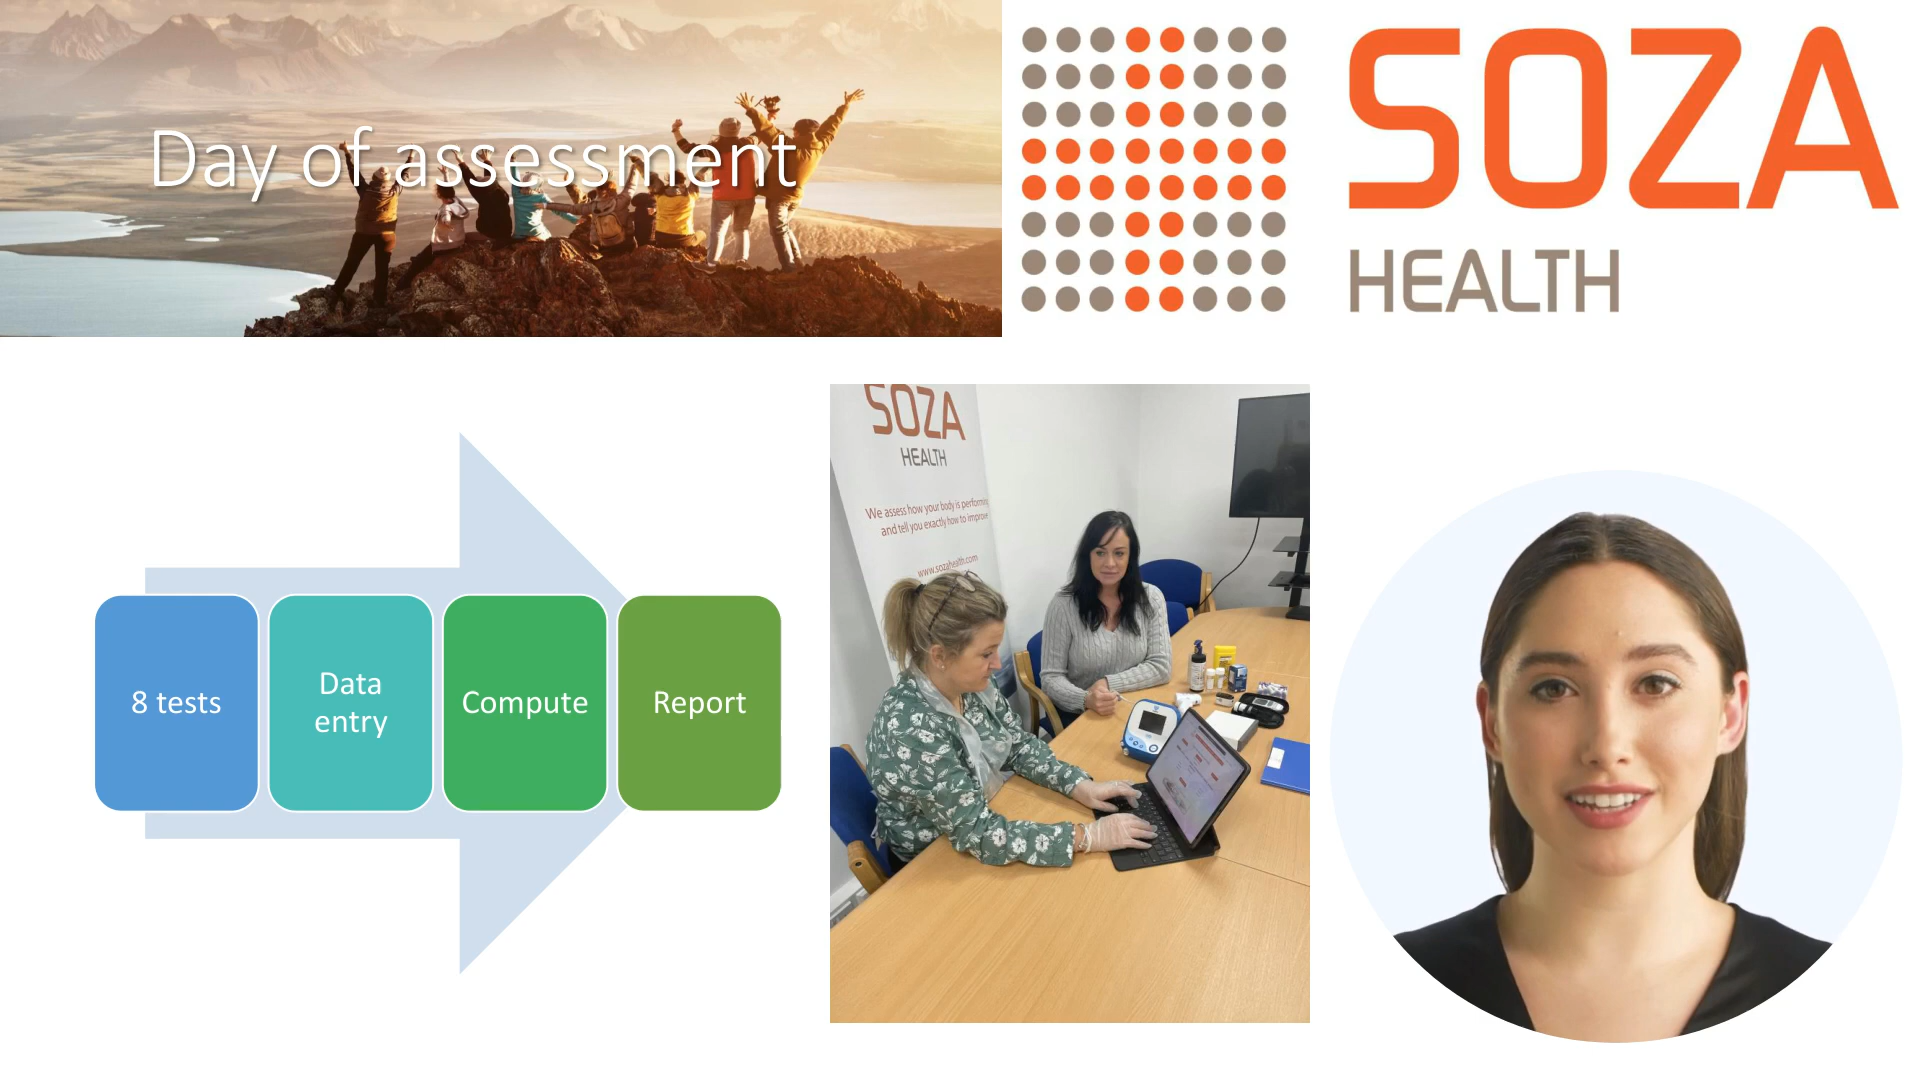 Day of assessment
SOZA
HEALTH
8 tests
Data
entry
Compute
Report
SOZA
HEALTH
We assess how your body is performing
and tell you exactly how to improve
www.sozahealth.com